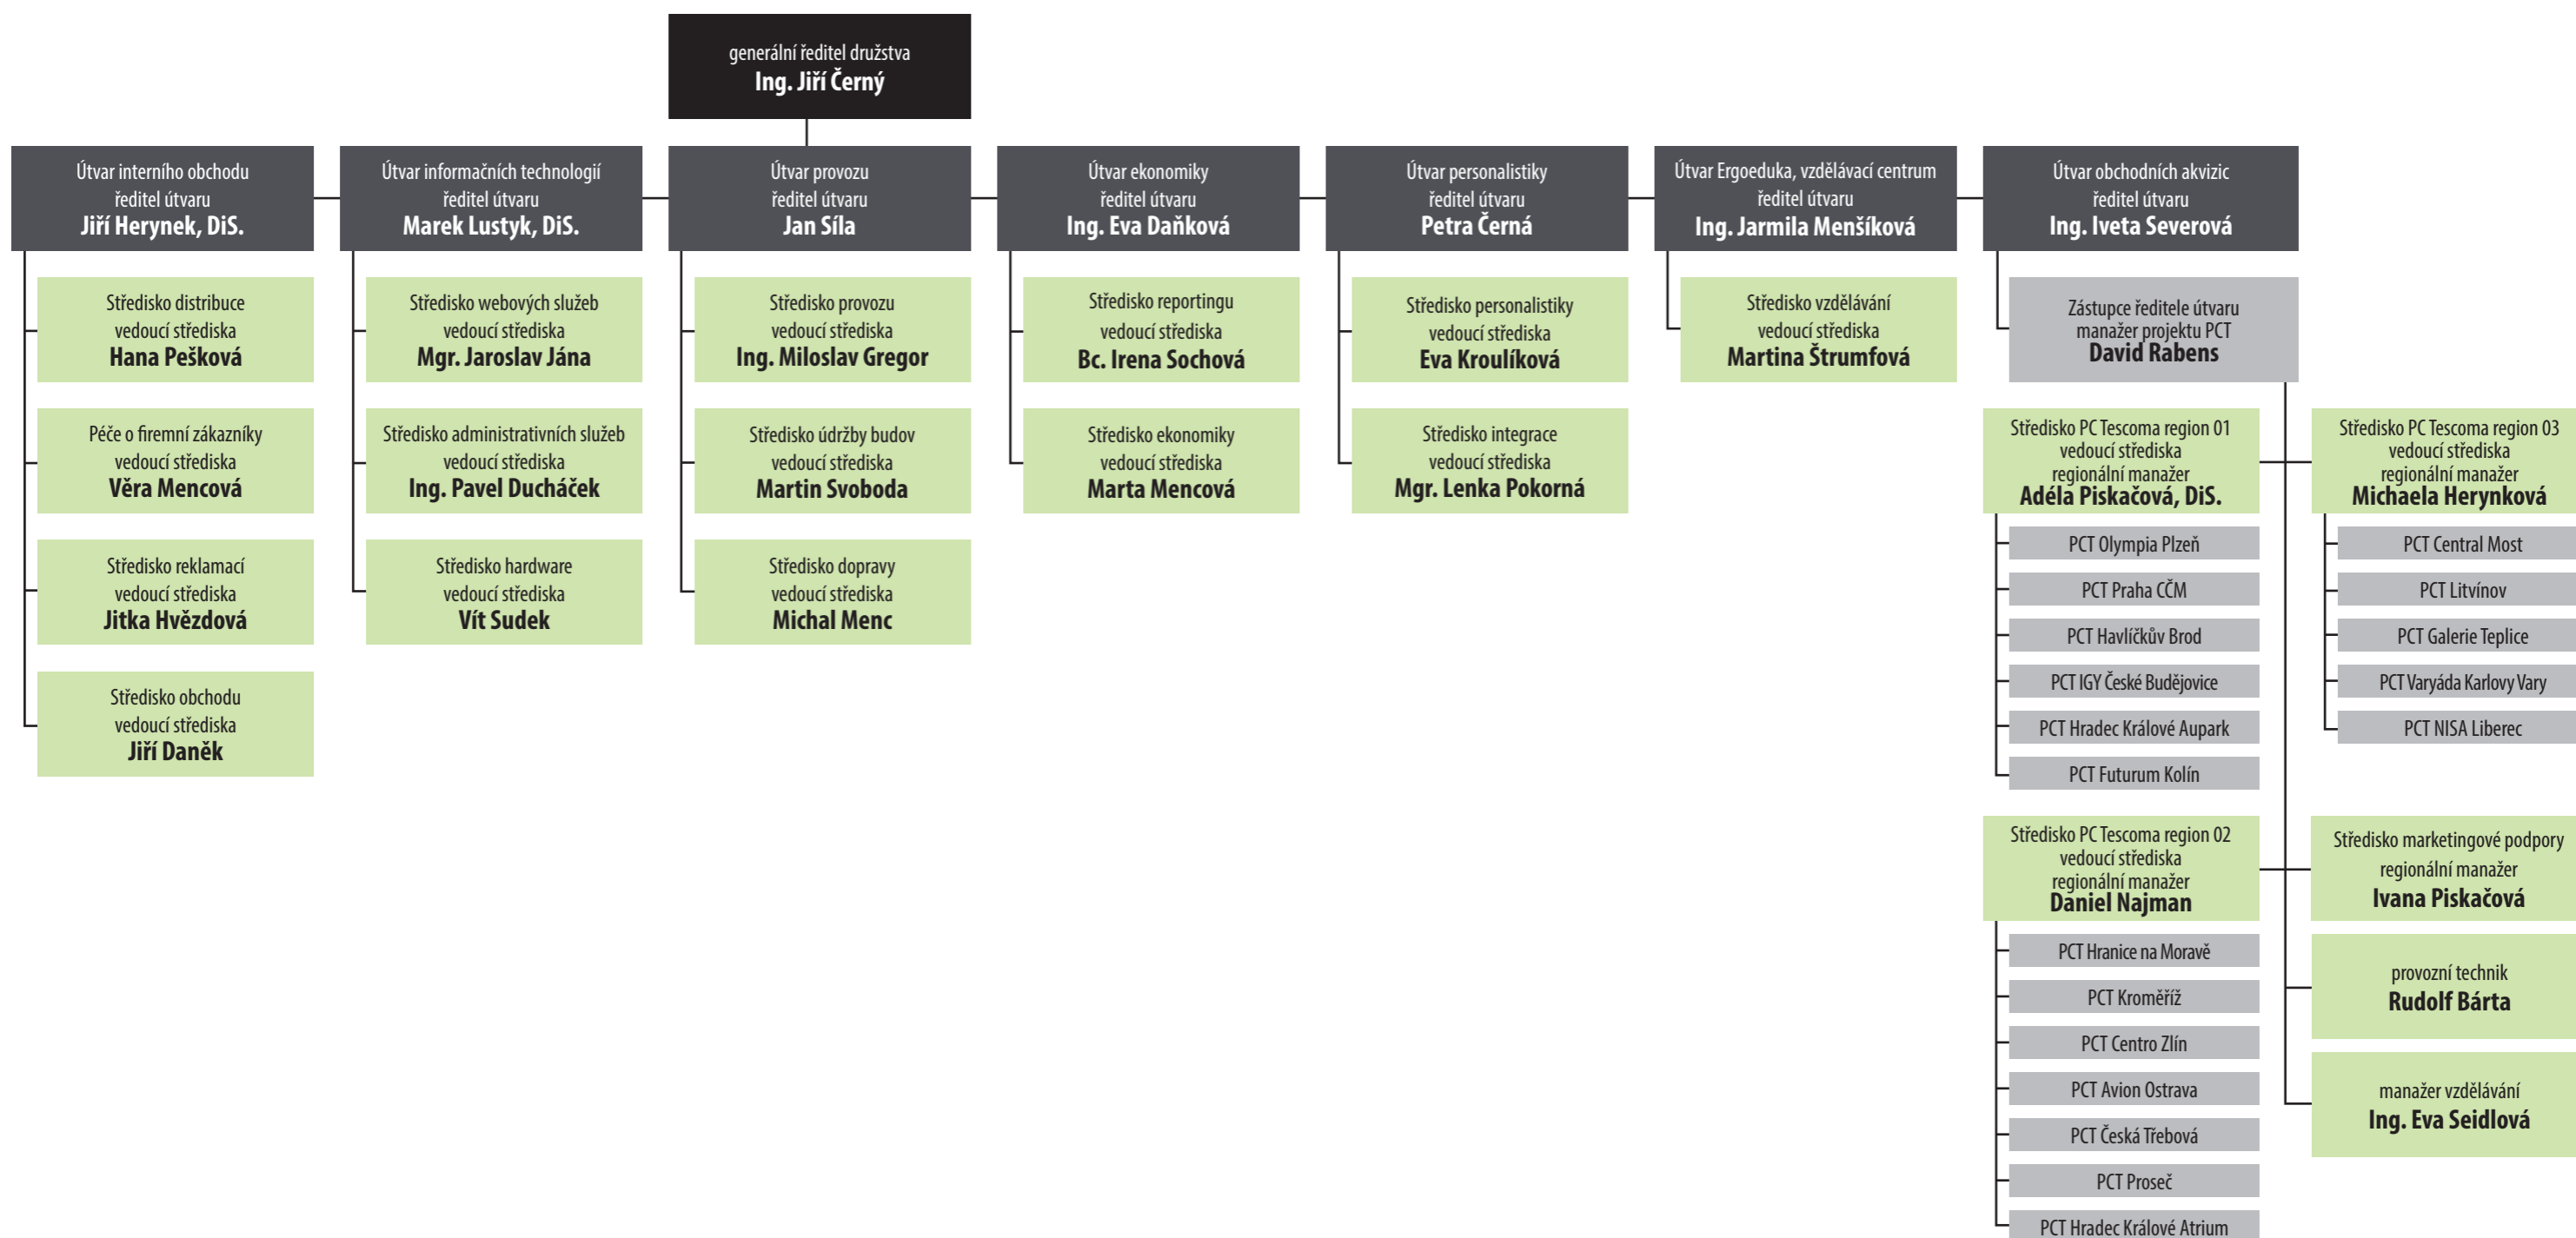 generální ředitel družstva
Ing. Jiří Černý
Útvar interního obchodu
ředitel útvaru
Jiří Herynek, DiS.
Středisko distribuce
vedoucí střediska
Hana Pešková
Péče o firemní zákazníky
vedoucí střediska
Věra Mencová
Středisko reklamací
vedoucí střediska
Jitka Hvězdová
Středisko obchodu
vedoucí střediska
Jiří Daněk
Útvar informačních technologií
ředitel útvaru
Marek Lustyk, DiS.
Středisko webových služeb
vedoucí střediska
Mgr. Jaroslav Jána
Středisko administrativních služeb
vedoucí střediska
Ing. Pavel Ducháček
Středisko hardware
vedoucí střediska
Vít Sudek
Útvar provozu
ředitel útvaru
Jan Síla
Středisko provozu
vedoucí střediska
Ing. Miloslav Gregor
Středisko údržby budov
vedoucí střediska
Martin Svoboda
Středisko dopravy
vedoucí střediska
Michal Menc
Útvar ekonomiky
ředitel útvaru
Ing. Eva Daňková
Středisko reportingu
vedoucí střediska
Bc. Irena Sochová
Středisko ekonomiky
vedoucí střediska
Marta Mencová
Útvar personalistiky
ředitel útvaru
Petra Černá
Středisko personalistiky
vedoucí střediska
Eva Kroulíková
Středisko integrace
vedoucí střediska
Mgr. Lenka Pokorná
Útvar Ergoeduka, vzdělávací centrum
ředitel útvaru
Ing. Jarmila Menšíková
Středisko vzdělávání
vedoucí střediska
Martina Štrumfová
Útvar obchodních akvizic
ředitel útvaru
Ing. Iveta Severová
Zástupce ředitele útvaru
manažer projektu PCT
David Rabens
Středisko PC Tescoma region 01
vedoucí střediska
regionální manažer
Adéla Piskačová, DiS.
PCT Olympia Plzeň
PCT Praha CČM
PCT Havlíčkův Brod
PCT IGY České Budějovice
PCT Hradec Králové Aupark
PCT Futurum Kolín
Středisko PC Tescoma region 03
vedoucí střediska
regionální manažer
Michaela Herynková
PCT Central Most
PCT Litvínov
PCT Galerie Teplice
PCT Varyáda Karlovy Vary
PCT NISA Liberec
Středisko PC Tescoma region 02
vedoucí střediska
regionální manažer
Daniel Najman
PCT Hranice na Moravě
PCT Kroměříž
PCT Centro Zlín
PCT Avion Ostrava
PCT Česká Třebová
PCT Proseč
PCT Hradec Králové Atrium
Středisko marketingové podpory
regionální manažer
Ivana Piskačová
provozní technik
Rudolf Bárta
manažer vzdělávání
Ing. Eva Seidlová